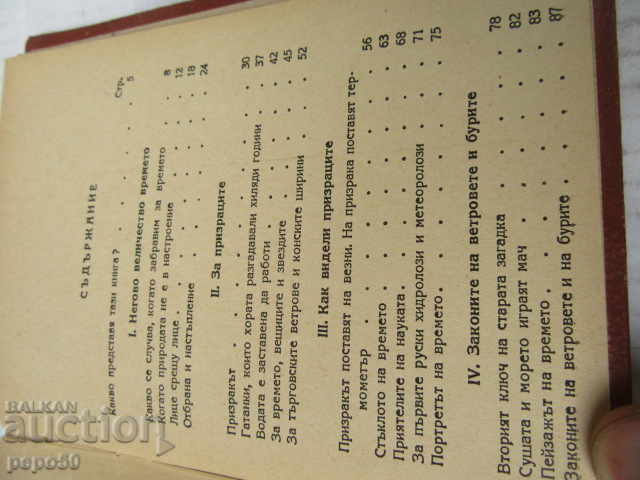 СЪДЪРЖАНИЕ
Стр.
Какво представя тази книга? . . . . . 5
I. Негово величество времето
Какво се случва, когато забравим за времето . 8
Когато природата не е в настроение . . . 12
Лице срещу лице . . . . . . 18
Отбрана и настъпление . . . . . 24
II. За призраците
Призракът . . . . . . . 30
Гатанки, които хората разгадавали хиляди години 37
Водата е заставена да работи . . . . 42
За времето, вещиците и звездите . . . 45
За търговските ветрове и конските ширини . 52
III. Как видели призраците
Призракът поставят на везни. На призрака поставят тер-
мометър . . . . . . . 56
Стъклото на времето . . . . . 63
Приятелите на науката . . . . . 68
За първите руски хидролози и метеоролози . . 71
Портретът на времето . . . . . 75
IV. Законите на ветровете и бурите
Вторият ключ на старата загадка . . . 78
Сушата и морето играят мач . . . . 82
Пейзажът на времето . . . . . 83
Законите на ветровете и на бурите . . . 87
BALKAN
AUCTION
pepo50